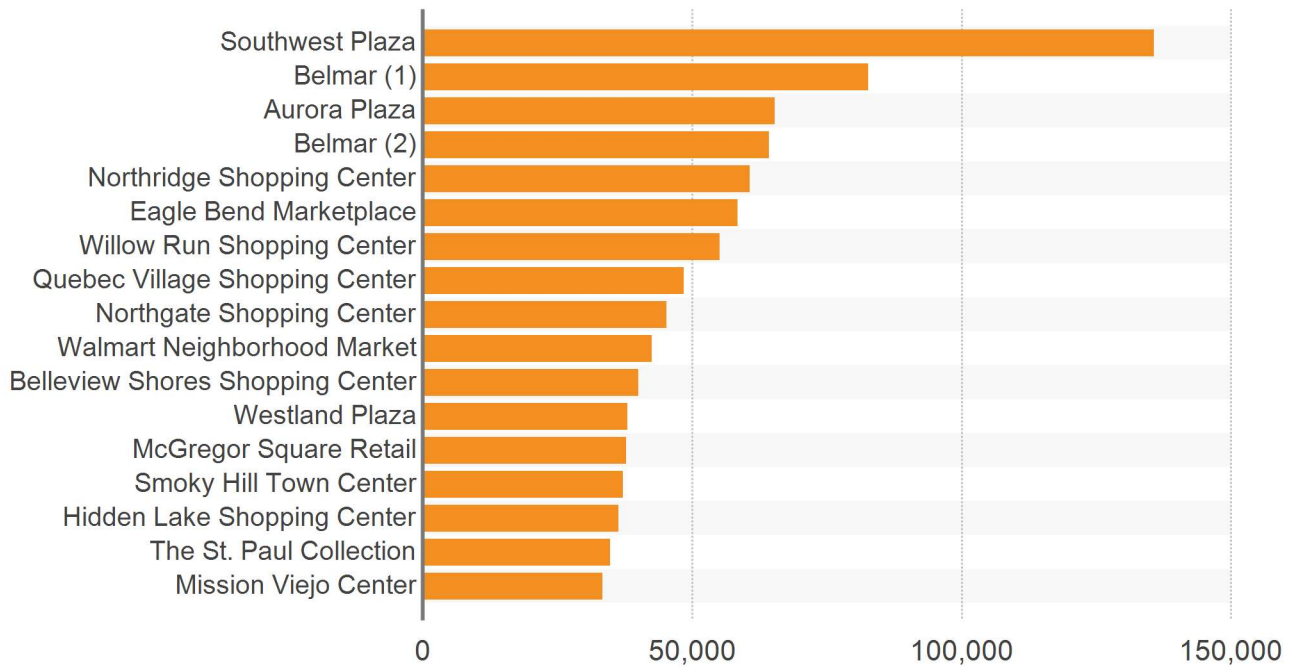 Southwest Plaza
Belmar (1)
Aurora Plaza
Belmar (2)
Northridge Shopping Center
Eagle Bend Marketplace
Willow Run Shopping Center
Quebec Village Shopping Center
Northgate Shopping Center
Walmart Neighborhood Market
Belleview Shores Shopping Center
Westland Plaza
McGregor Square Retail
Smoky Hill Town Center
Hidden Lake Shopping Center
The St. Paul Collection
Mission Viejo Center
0 50,000 100,000 150,000